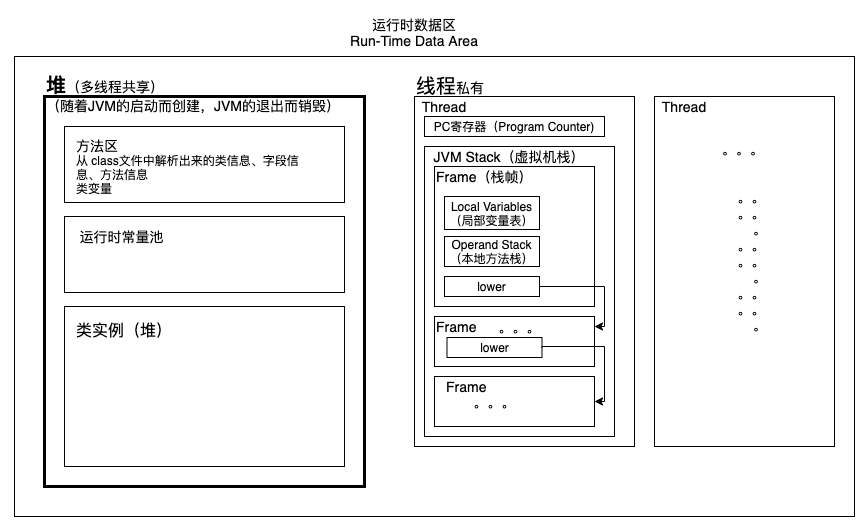 运行时数据区
Run-Time Data Area
堆（多线程共享）
（随着JVM的启动而创建，JVM的退出而销毁）
方法区
从 class文件中解析出来的类信息、字段信
息、方法信息
类变量
运行时常量池
类实例（堆）
线程私有
Thread
PC寄存器（Program Counter)
JVM Stack（虚拟机栈）
Frame（栈帧）
Local Variables
（局部变量表）
Operand Stack
（本地方法栈）
lower
Frame 。。。
lower
Frame
。。。
Thread
。。。
。。
。。
。
。。
。。
。
。。
。。
。